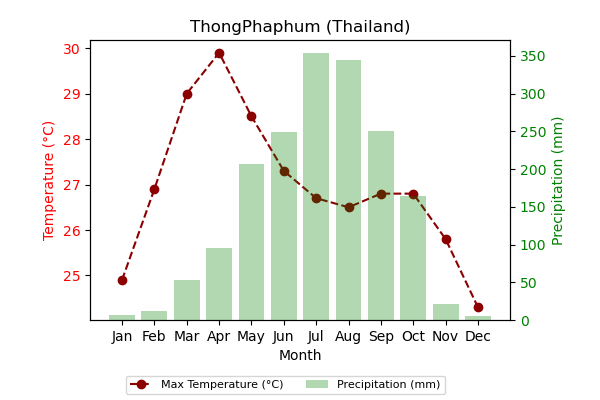 ThongPhaphum (Thailand)
30
29
28
27
26
25
Temperature (°C)
350
300
250
200
150
100
50
0
Precipitation (mm)
Jan Feb Mar Apr May Jun Jul Aug Sep Oct Nov Dec
Month
Max Temperature (°C) Precipitation (mm)